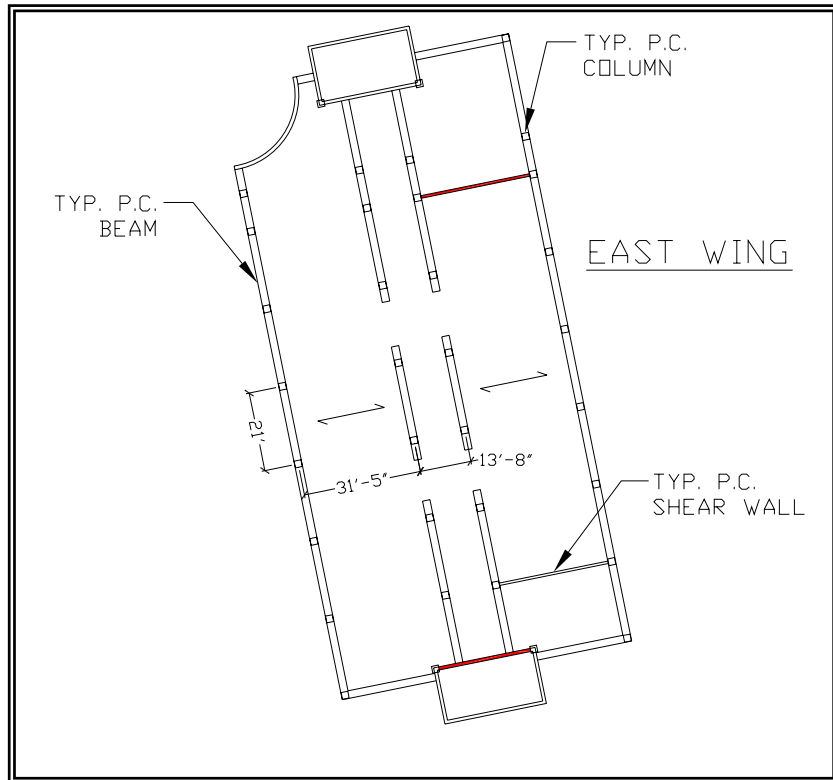 TYP. P.C.
COLUMN
TYP. P.C.
BEAM
EAST WING
21'
31'-5"
13'-8"
TYP. P.C.
SHEAR WALL